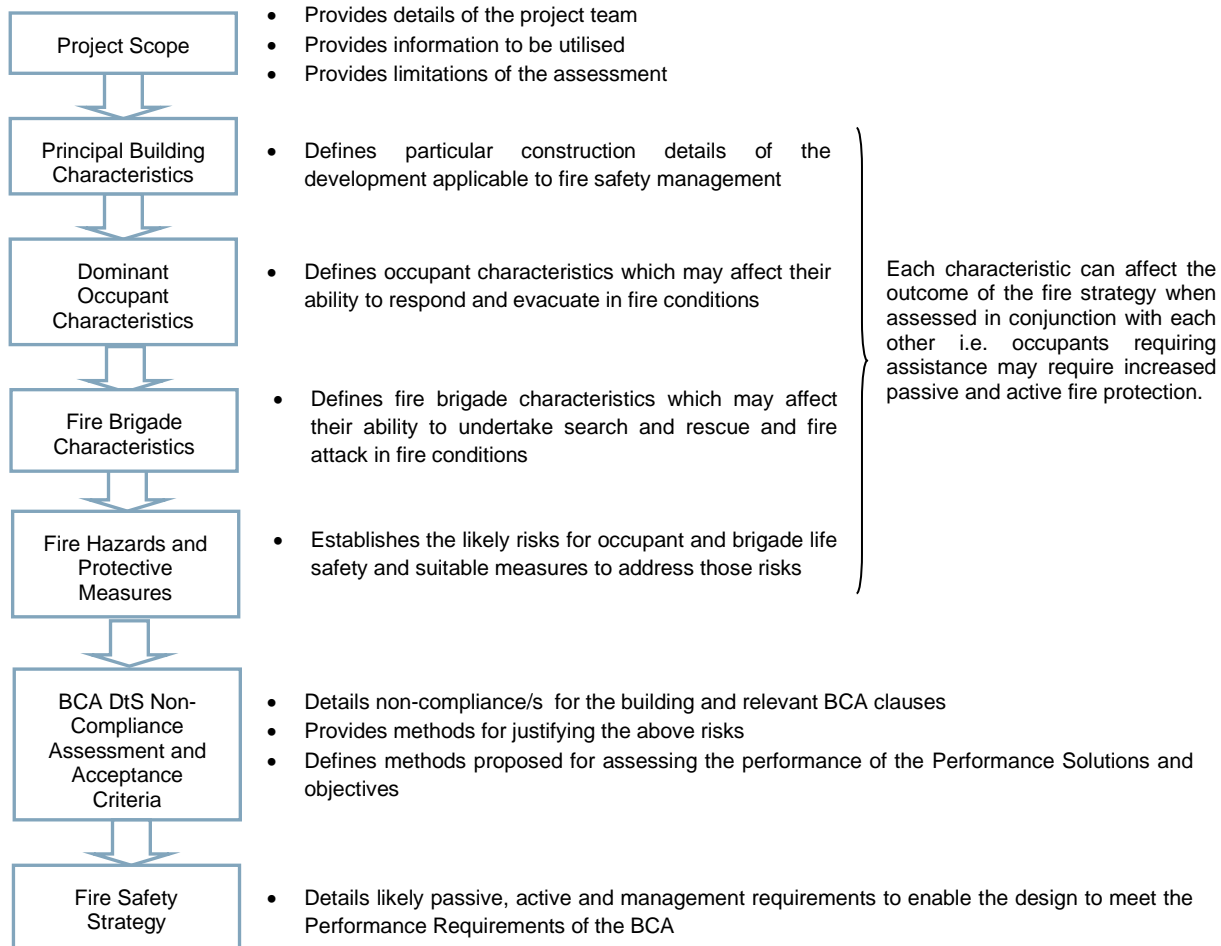 Project Scope
• Provides details of the project team
• Provides information to be utilised
• Provides limitations of the assessment
Principal Building
Characteristics
• Defines particular construction details of the
development applicable to fire safety management
Dominant
Occupant
Characteristics
• Defines occupant characteristics which may affect their
ability to respond and evacuate in fire conditions
Fire Brigade
Characteristics
• Defines fire brigade characteristics which may affect
their ability to undertake search and rescue and fire
attack in fire conditions
Fire Hazards and
Protective
Measures
• Establishes the likely risks for occupant and brigade life
safety and suitable measures to address those risks
Each characteristic can affect the
outcome of the fire strategy when
assessed in conjunction with each
other i.e. occupants requiring
assistance may require increased
passive and active fire protection.
BCA DtS Non-
Compliance
Assessment and
Acceptance
Criteria
• Details non-compliance/s for the building and relevant BCA clauses
• Provides methods for justifying the above risks
• Defines methods proposed for assessing the performance of the Performance Solutions and
objectives
Fire Safety
Strategy
• Details likely passive, active and management requirements to enable the design to meet the
Performance Requirements of the BCA